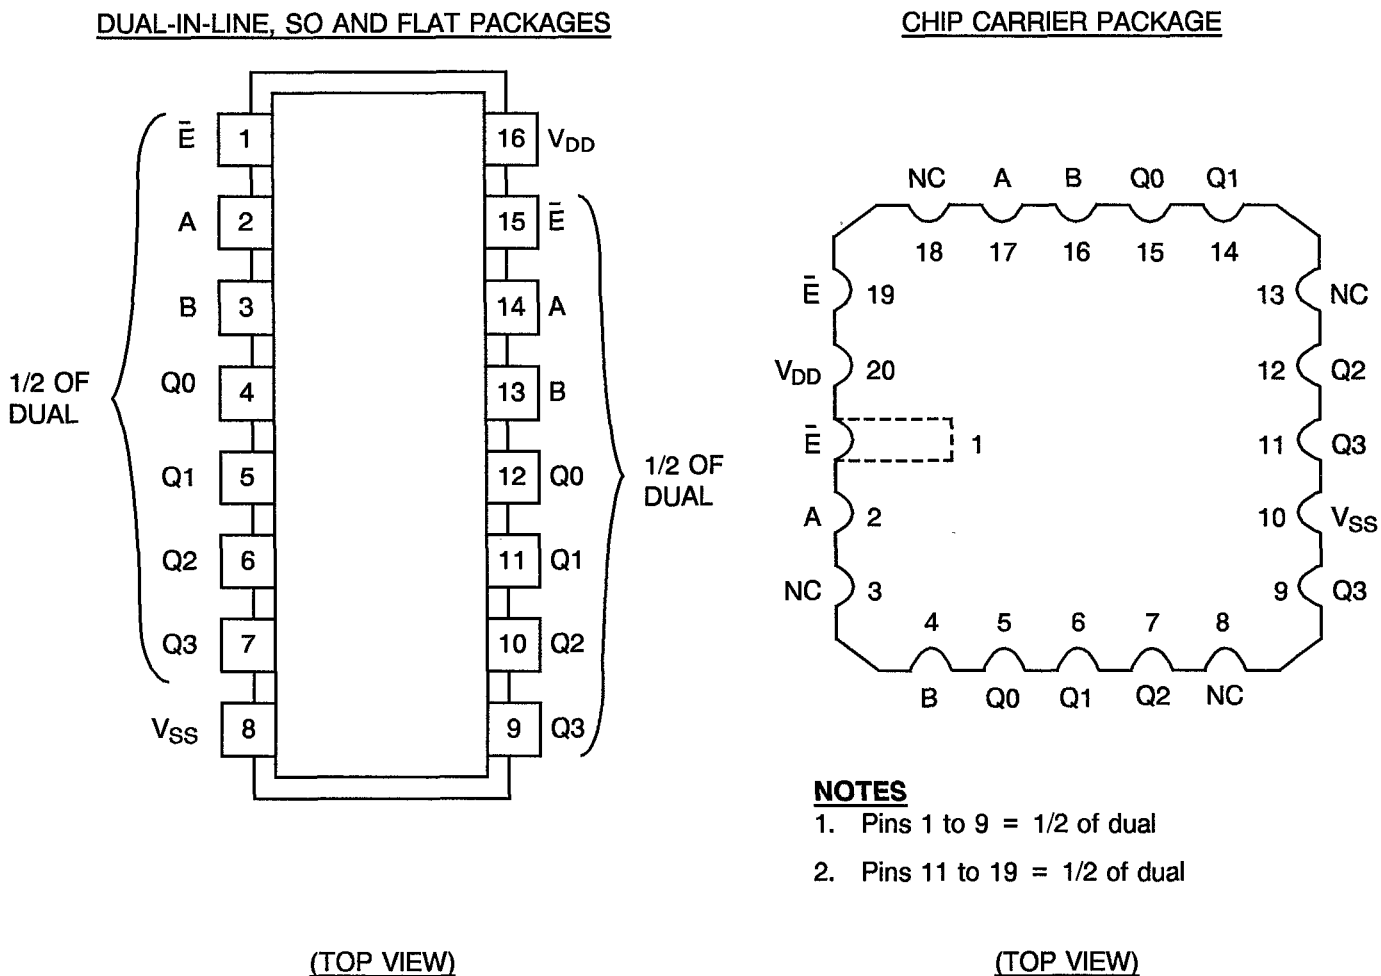 DUAL-IN-LINE, SO AND FLAT PACKAGES
Ē 1 16 VDD
A 2 15 Ē
B 3 14 A
Q0 4 13 B
Q1 5 12 Q0
Q2 6 11 Q1
Q3 7 10 Q2
VSS 8 9 Q3
1/2 OF
DUAL
1/2 OF
DUAL
(TOP VIEW)
CHIP CARRIER PACKAGE
NC A B Q0 Q1
18 17 16 15 14
Ē 19 13 NC
VDD 20 12 Q2
Ē 1 11 Q3
A 2 10 VSS
NC 3 9 Q3
4 5 6 7 8
B Q0 Q1 Q2 NC
NOTES
1. Pins 1 to 9 = 1/2 of dual
2. Pins 11 to 19 = 1/2 of dual
(TOP VIEW)